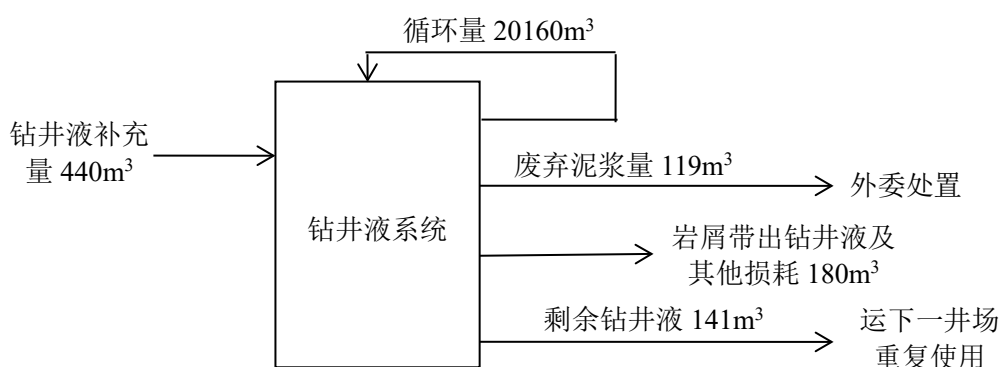 循环量 20160m³
钻井液补充
量 440m³
钻井液系统
废弃泥浆量 119m³
外委处置
岩屑带出钻井液及
其他损耗 180m³
剩余钻井液 141m³
运下一井场
重复使用